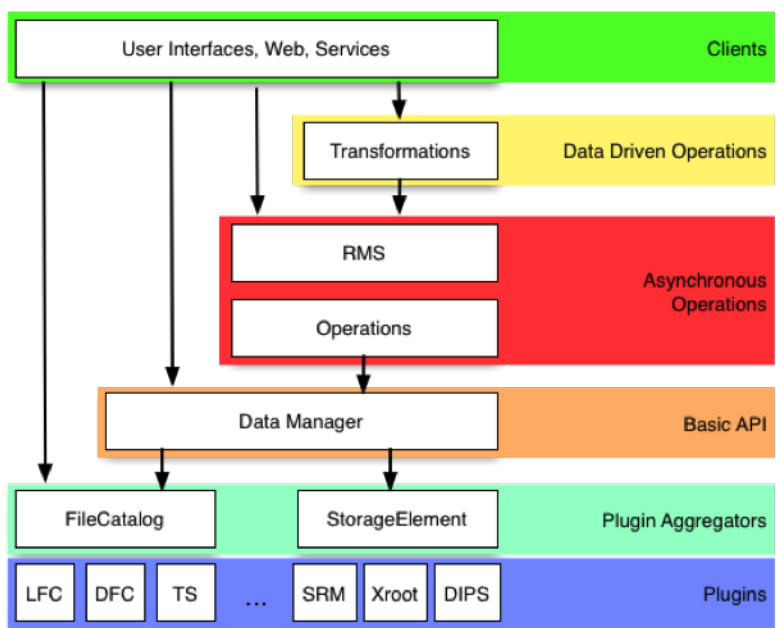 User Interfaces, Web, Services
Clients
Transformations
Data Driven Operations
RMS
Asynchronous
Operations
Operations
Data Manager
Basic API
FileCatalog
StorageElement
Plugin Aggregators
LFC
DFC
TS
...
SRM
Xroot
DIPS
Plugins